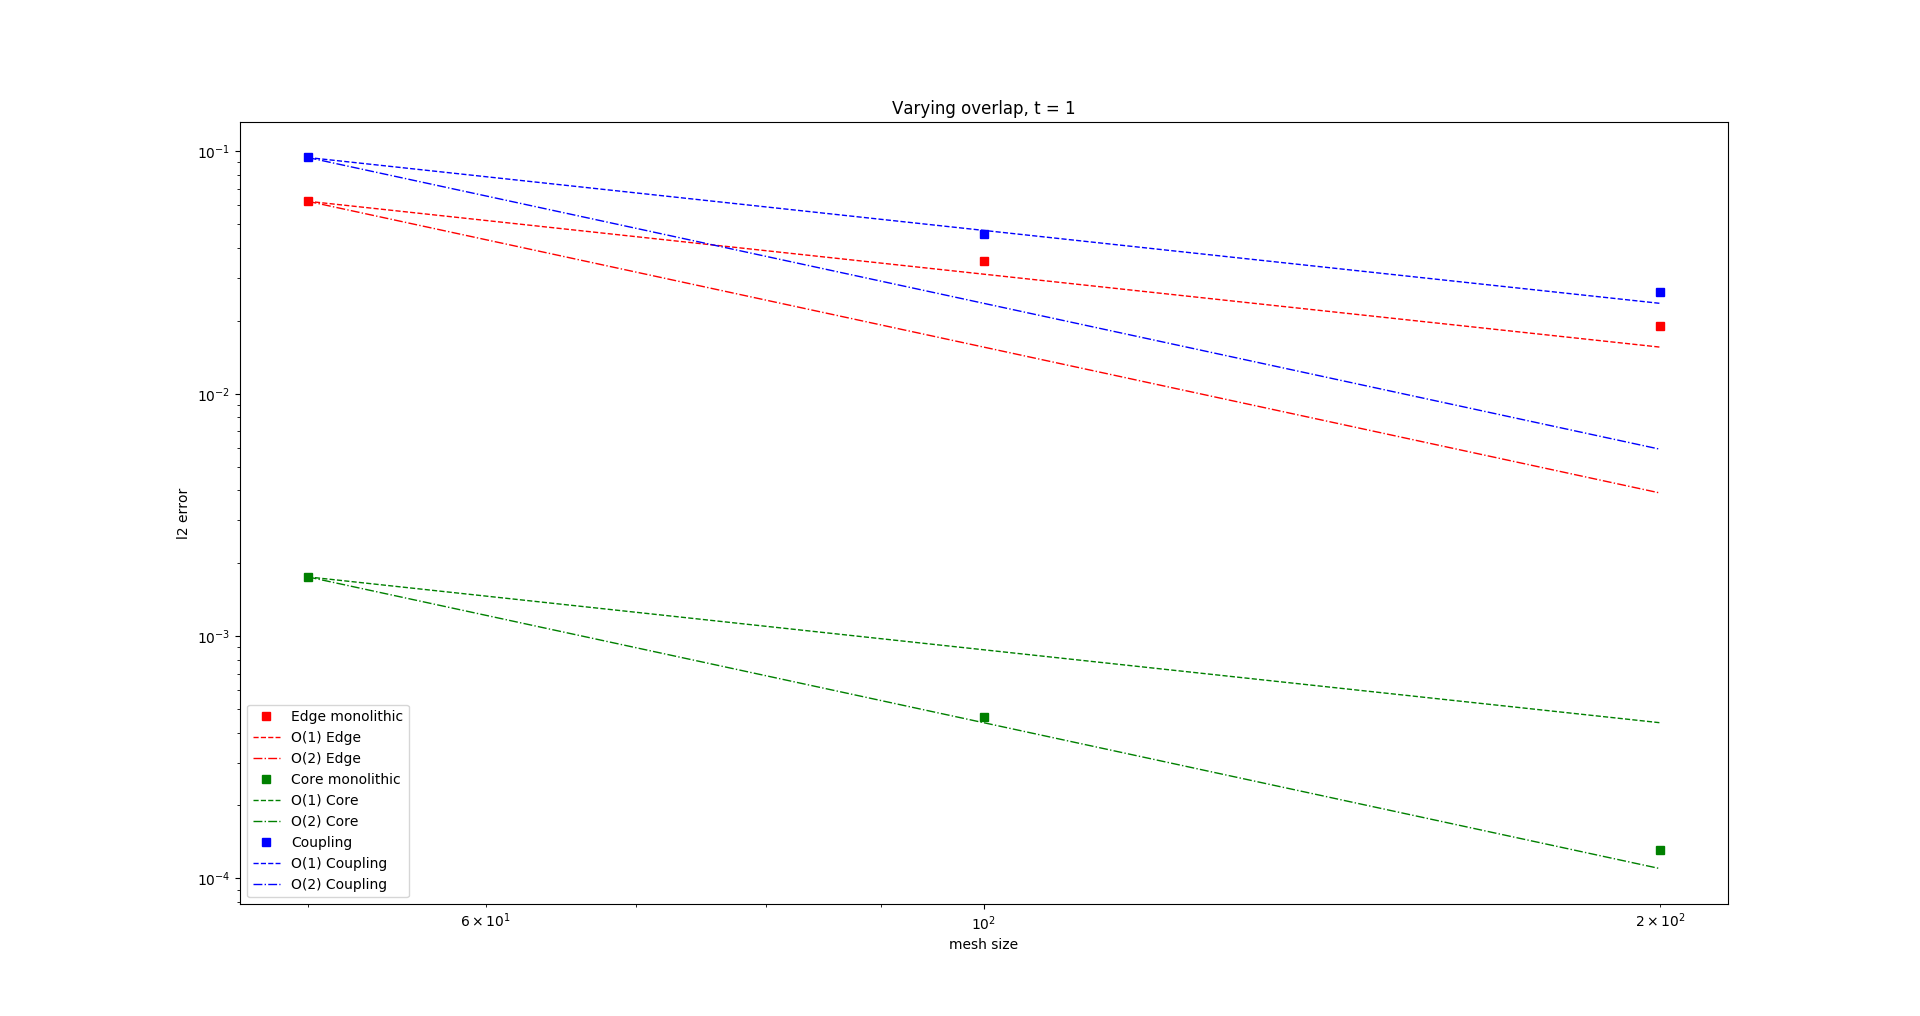 Varying overlap, t = 1
10⁻¹
10⁻²
10⁻³
10⁻⁴
l2 error
Edge monolithic
O(1) Edge
O(2) Edge
Core monolithic
O(1) Core
O(2) Core
Coupling
O(1) Coupling
O(2) Coupling
6 × 10¹
10²
2 × 10²
mesh size